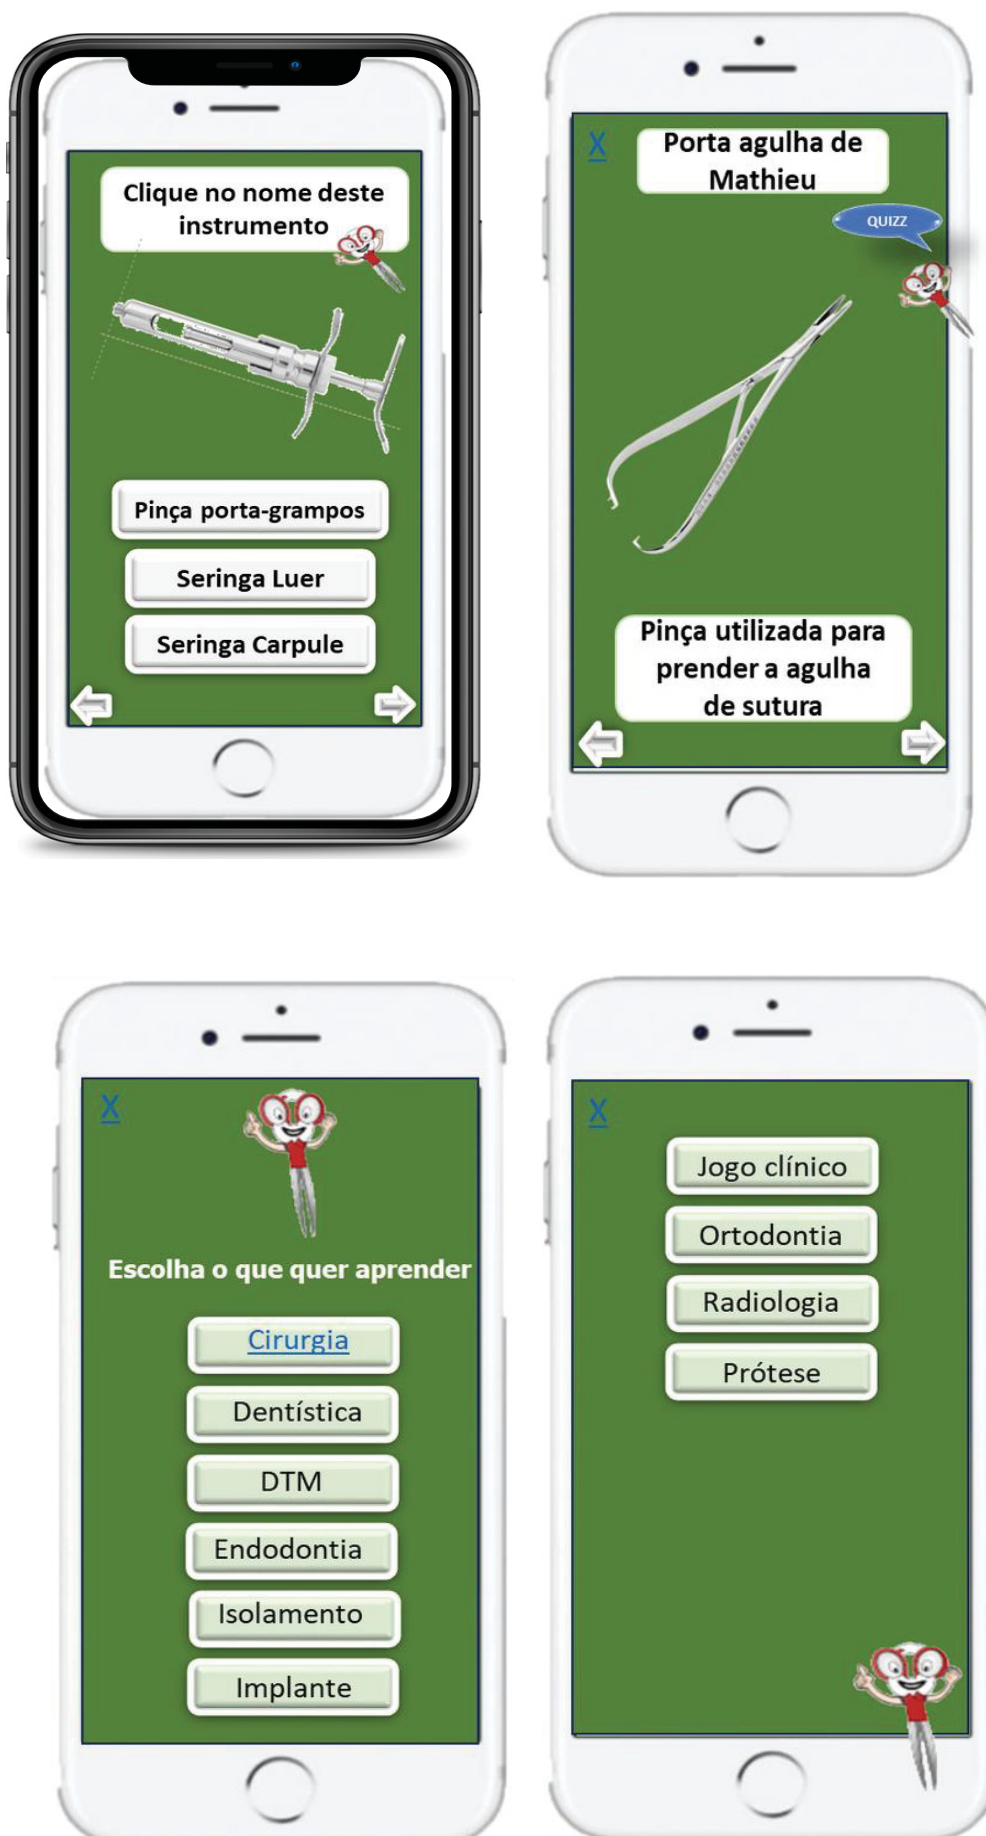 Clique no nome deste
instrumento
Pinça porta-grampos
Seringa Luer
Seringa Carpule
X
Porta agulha de
Mathieu
QUIZZ
Pinça utilizada para
prender a agulha
de sutura
X
Escolha o que quer aprender
Cirurgia
Dentística
DTM
Endodontia
Isolamento
Implante
X
Jogo clínico
Ortodontia
Radiologia
Prótese